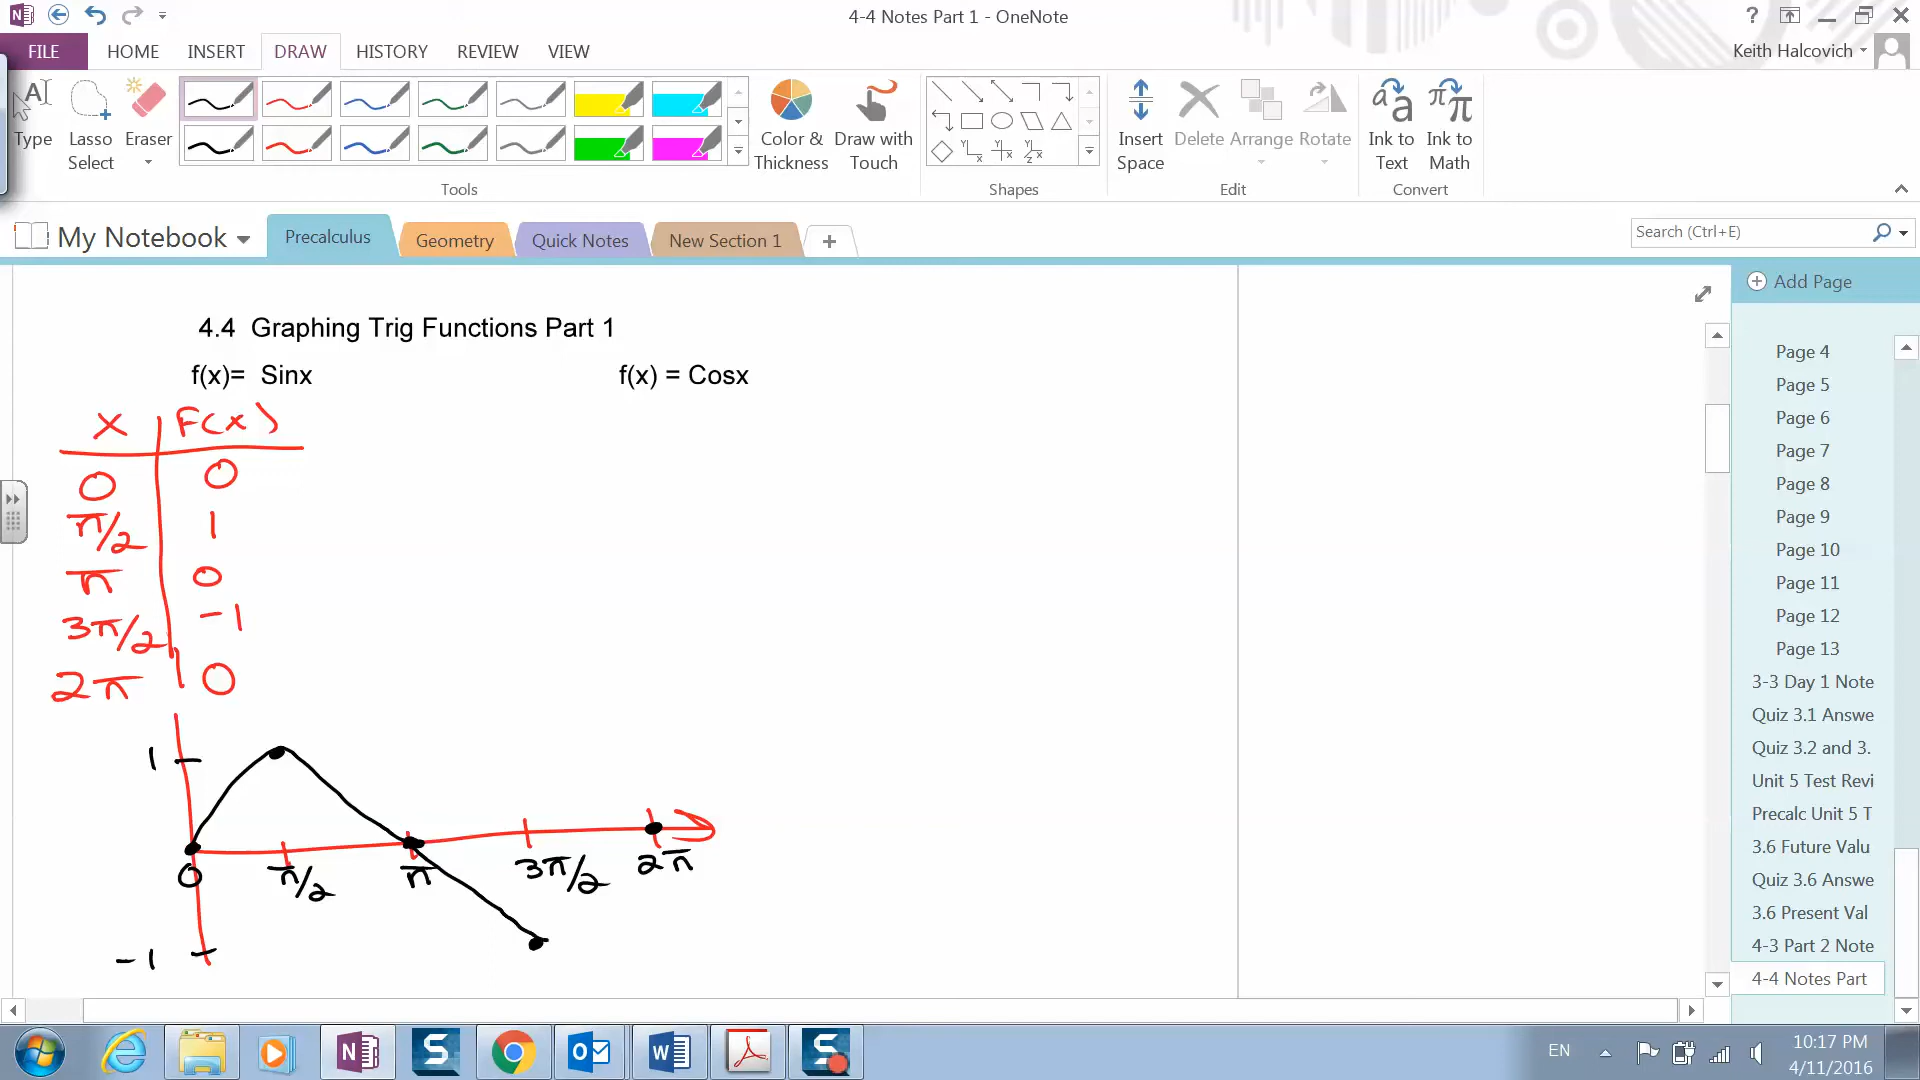 4-4 Notes Part 1 - OneNote
?
FILE HOME INSERT DRAW HISTORY REVIEW VIEW
Keith Halcovich
Type
Lasso Select
Eraser
Color & Thickness
Draw with Touch
Insert Space
Delete
Arrange
Rotate
Ink to Text
Ink to Math
Tools
Shapes
Edit
Convert
My Notebook
Precalculus
Geometry
Quick Notes
New Section 1
Search (Ctrl+E)
Add Page
4.4 Graphing Trig Functions Part 1
f(x)= Sinx
f(x) = Cosx
x F(x)
0 0
π/2 1
π 0
3π/2 -1
2π 0
1
0 π/2 π 3π/2 2π
-1
Page 4
Page 5
Page 6
Page 7
Page 8
Page 9
Page 10
Page 11
Page 12
Page 13
3-3 Day 1 Note
Quiz 3.1 Answe
Quiz 3.2 and 3.
Unit 5 Test Revi
Precalc Unit 5 T
3.6 Future Valu
Quiz 3.6 Answe
3.6 Present Val
4-3 Part 2 Note
4-4 Notes Part
EN
10:17 PM
4/11/2016